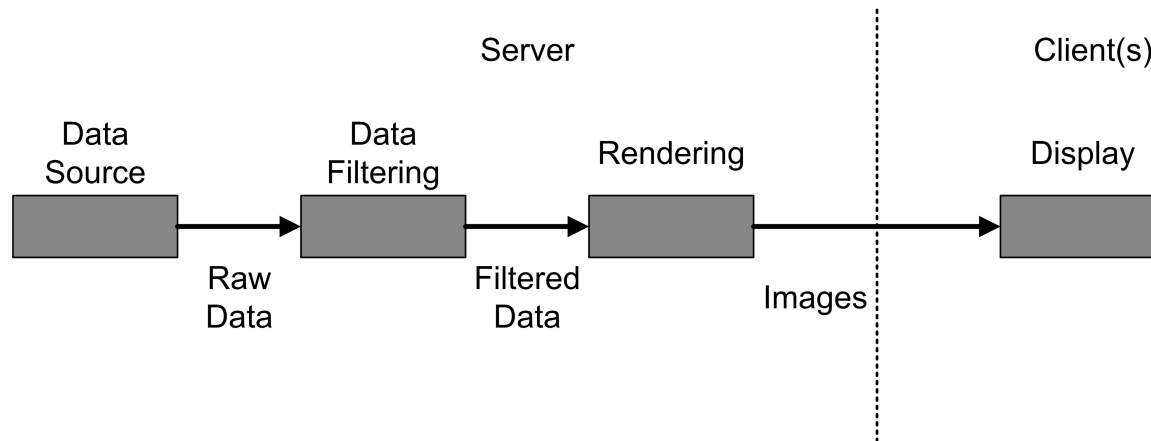 Server
Client(s)
Data
Source
Data
Filtering
Rendering
Display
Raw
Data
Filtered
Data
Images